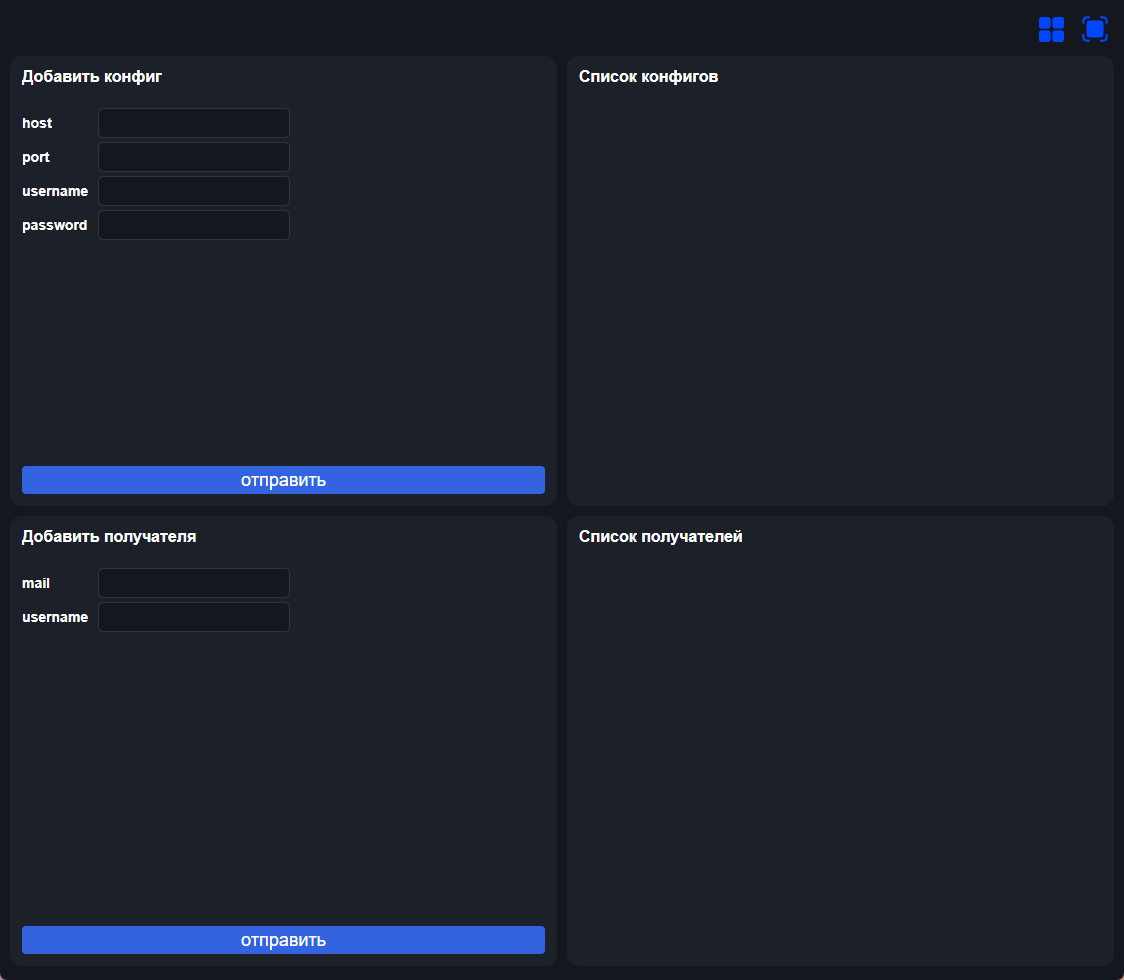 Добавить конфиг
host
port
username
password
отправить
Список конфигов
Добавить получателя
mail
username
отправить
Список получателей